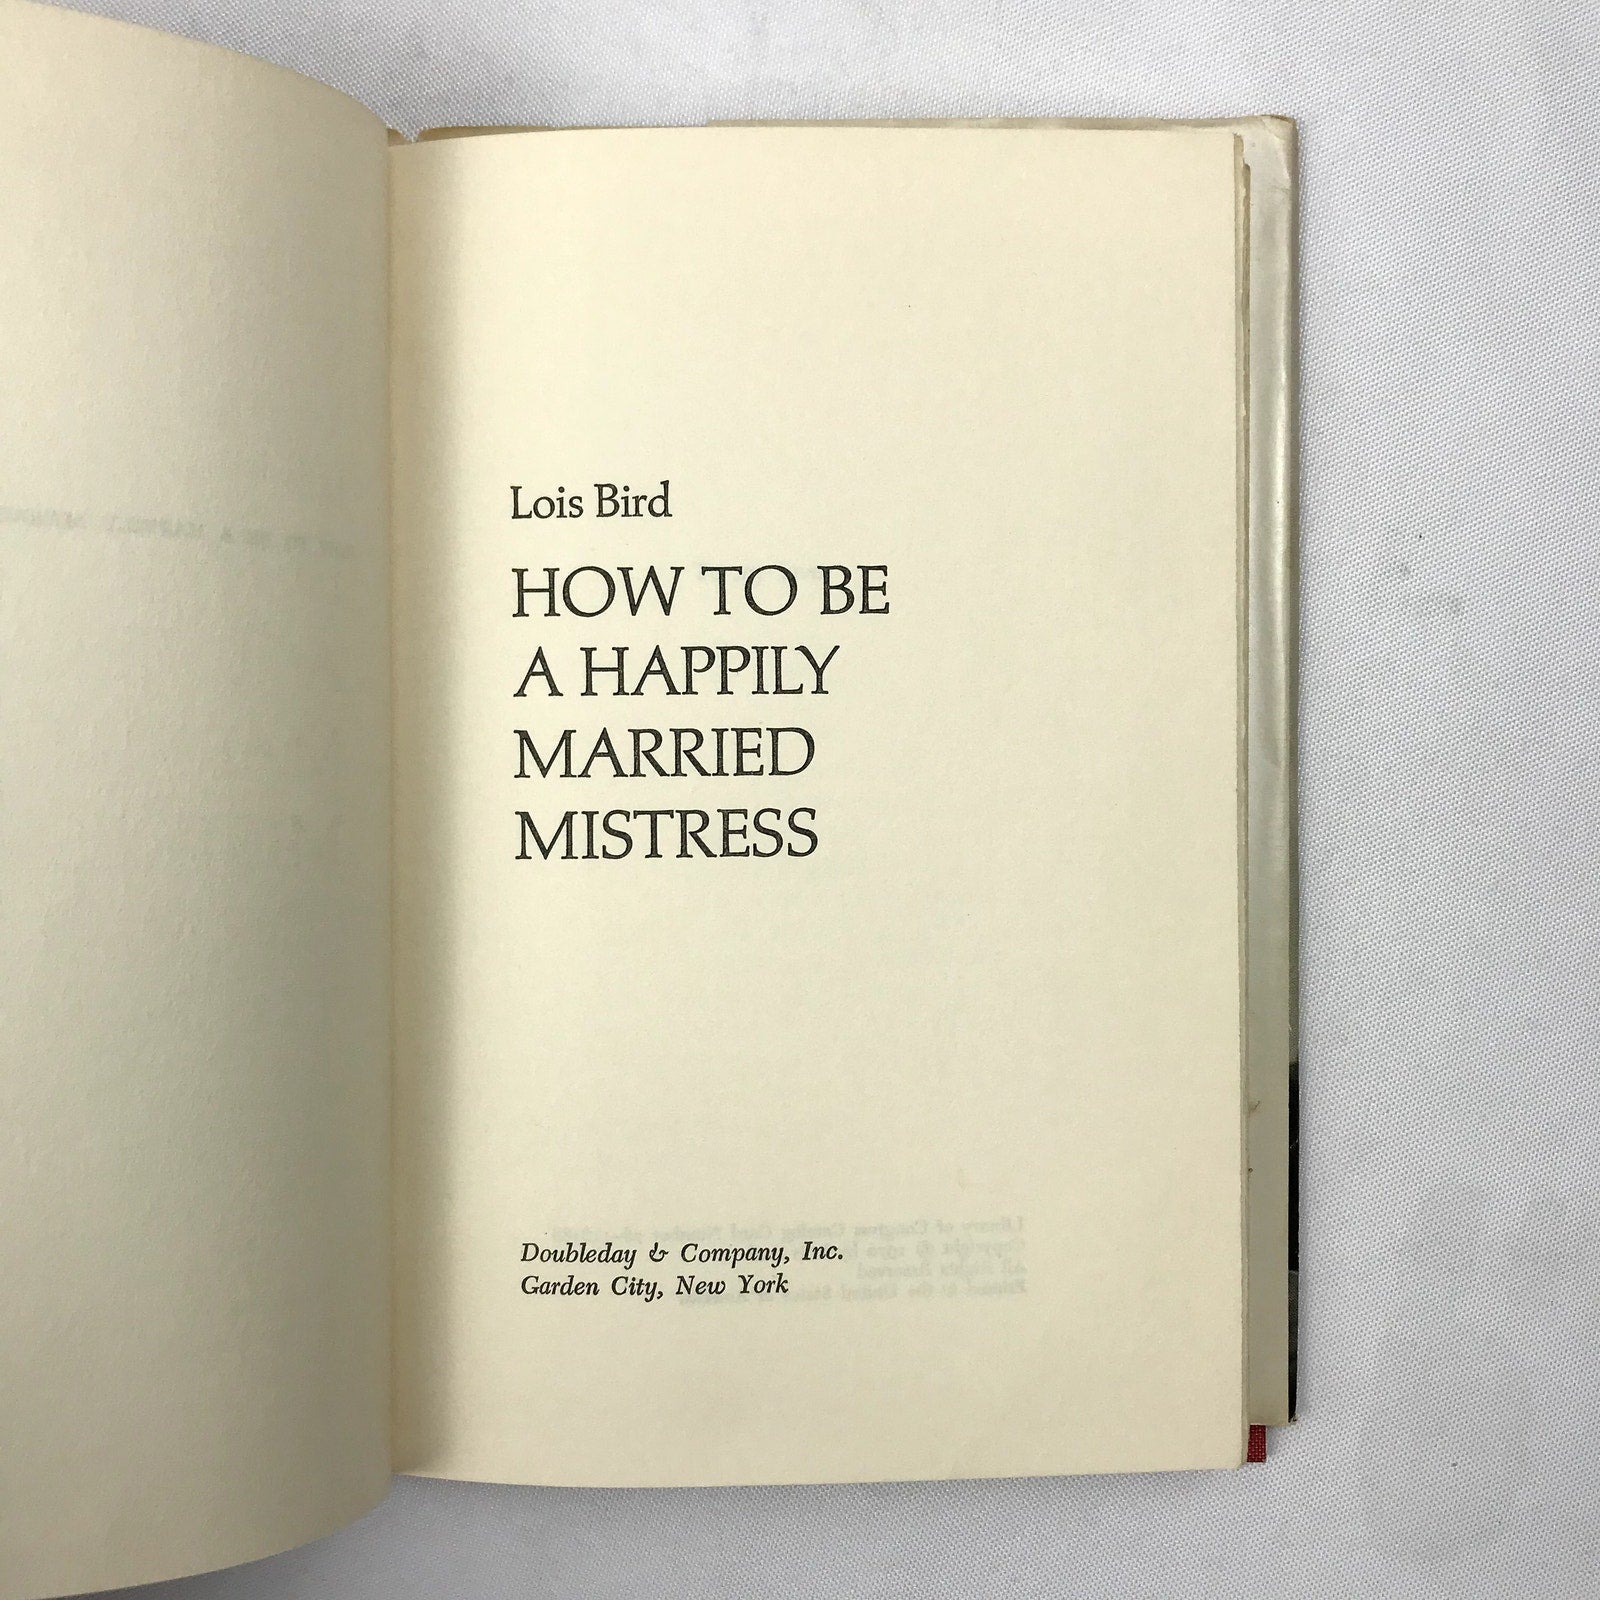 Lois Bird
HOW TO BE
A HAPPILY
MARRIED
MISTRESS
Doubleday & Company, Inc.
Garden City, New York